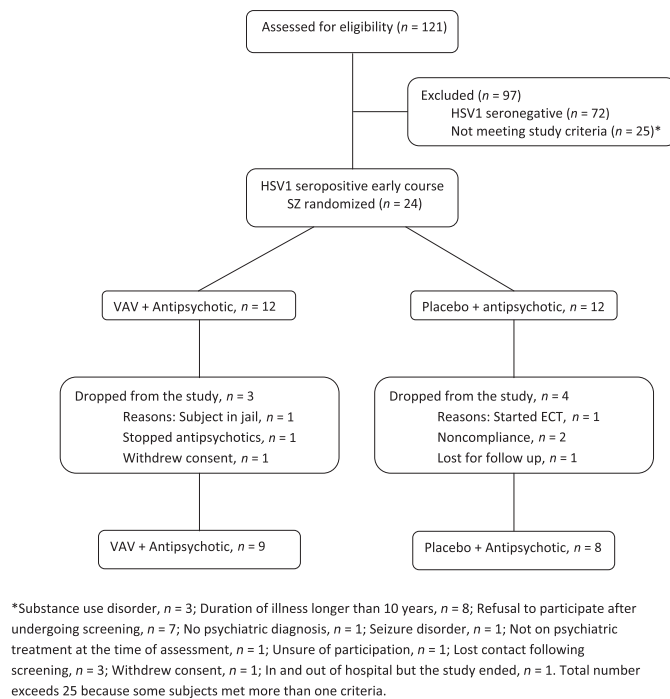 Assessed for eligibility (n = 121)
Excluded (n = 97)
HSV1 seronegative (n = 72)
Not meeting study criteria (n = 25)*
HSV1 seropositive early course
SZ randomized (n = 24)
VAV + Antipsychotic, n = 12
Placebo + antipsychotic, n = 12
Dropped from the study, n = 3
Reasons: Subject in jail, n = 1
Stopped antipsychotics, n = 1
Withdrew consent, n = 1
Dropped from the study, n = 4
Reasons: Started ECT, n = 1
Noncompliance, n = 2
Lost for follow up, n = 1
VAV + Antipsychotic, n = 9
Placebo + Antipsychotic, n = 8
*Substance use disorder, n = 3; Duration of illness longer than 10 years, n = 8; Refusal to participate after
undergoing screening, n = 7; No psychiatric diagnosis, n = 1; Seizure disorder, n = 1; Not on psychiatric
treatment at the time of assessment, n = 1; Unsure of participation, n = 1; Lost contact following
screening, n = 3; Withdrew consent, n = 1; In and out of hospital but the study ended, n = 1. Total number
exceeds 25 because some subjects met more than one criteria.